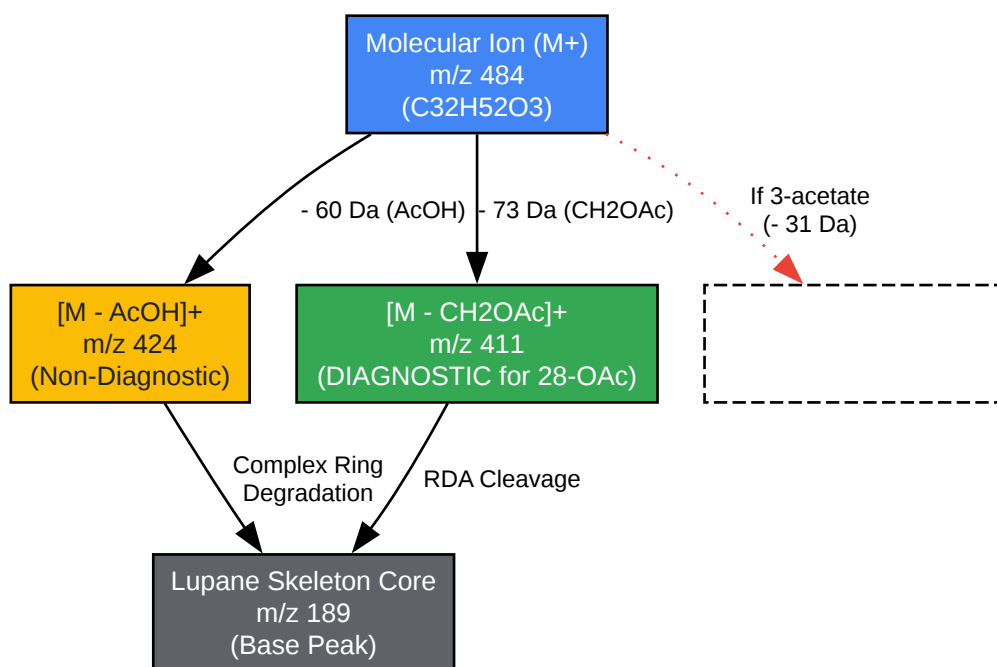 Molecular Ion (M+)
m/z 484
(C32H52O3)
- 60 Da (AcOH)
- 73 Da (CH2OAc)
If 3-acetate
(- 31 Da)
[M - AcOH]+
m/z 424
(Non-Diagnostic)
[M - CH2OAc]+
m/z 411
(DIAGNOSTIC for 28-OAc)
Complex Ring
Degradation
RDA Cleavage
Lupane Skeleton Core
m/z 189
(Base Peak)